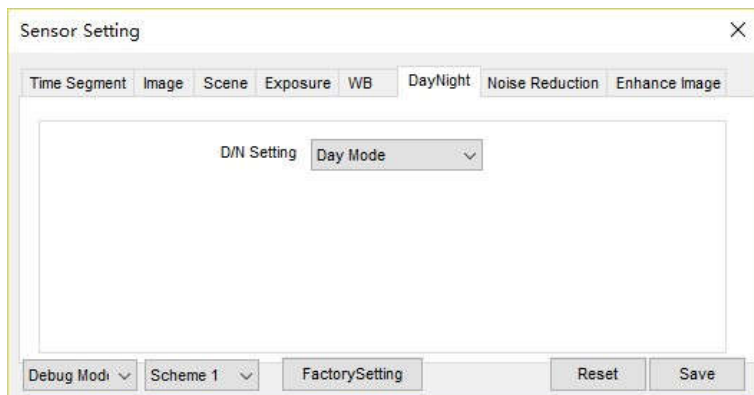 Sensor Setting
Time Segment Image Scene Exposure WB DayNight Noise Reduction Enhance Image
D/N Setting Day Mode
Debug Mod Scheme 1 FactorySetting Reset Save